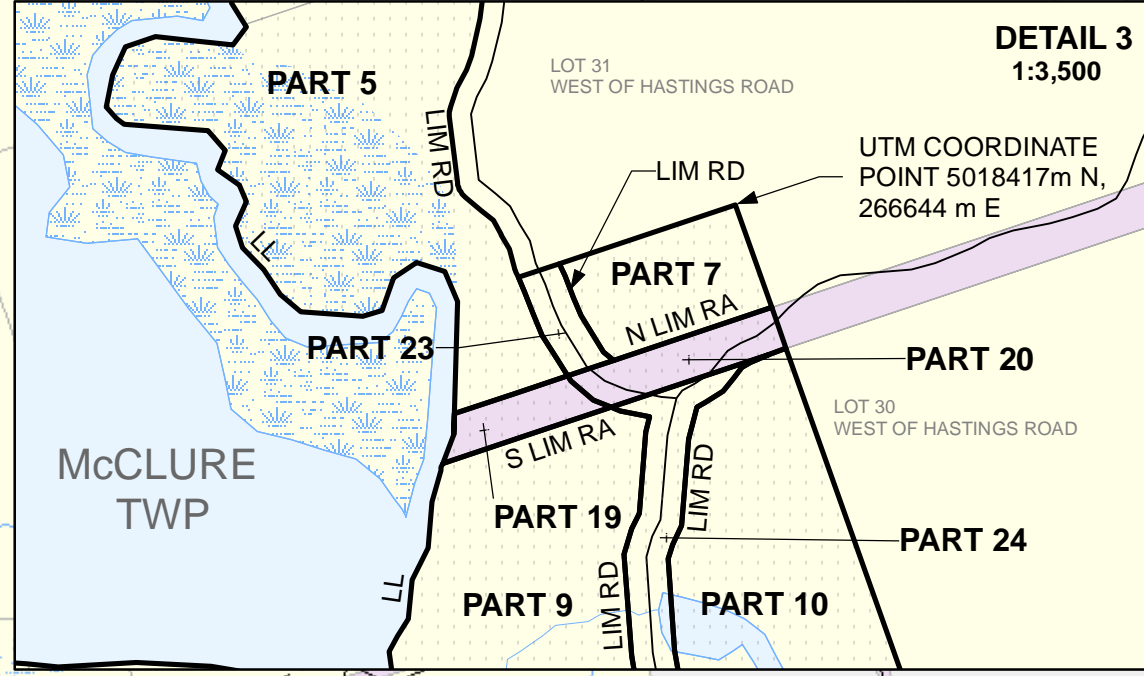 DETAIL 3
1:3,500
PART 5
LOT 31
WEST OF HASTINGS ROAD
LIM RD
LIM RD
UTM COORDINATE
POINT 5018417m N,
266644 m E
LL
PART 7
N LIM RA
PART 23
PART 20
LOT 30
WEST OF HASTINGS ROAD
S LIM RA
McCLURE
TWP
PART 19
LIM RD
PART 24
LL
LIM RD
PART 9
PART 10